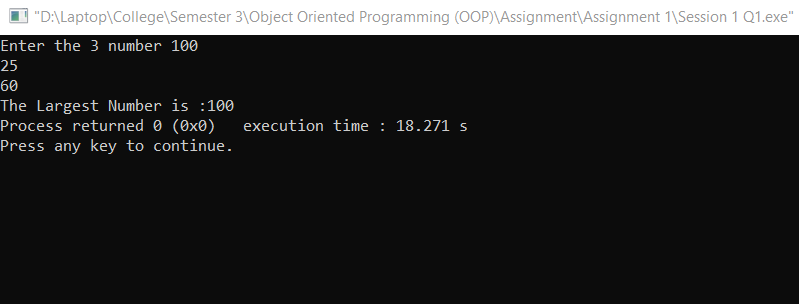 "D:\Laptop\College\Semester 3\Object Oriented Programming (OOP)\Assignment\Assignment 1\Session 1 Q1.exe"
Enter the 3 number 100
25
60
The Largest Number is :100
Process returned 0 (0x0)   execution time : 18.271 s
Press any key to continue.